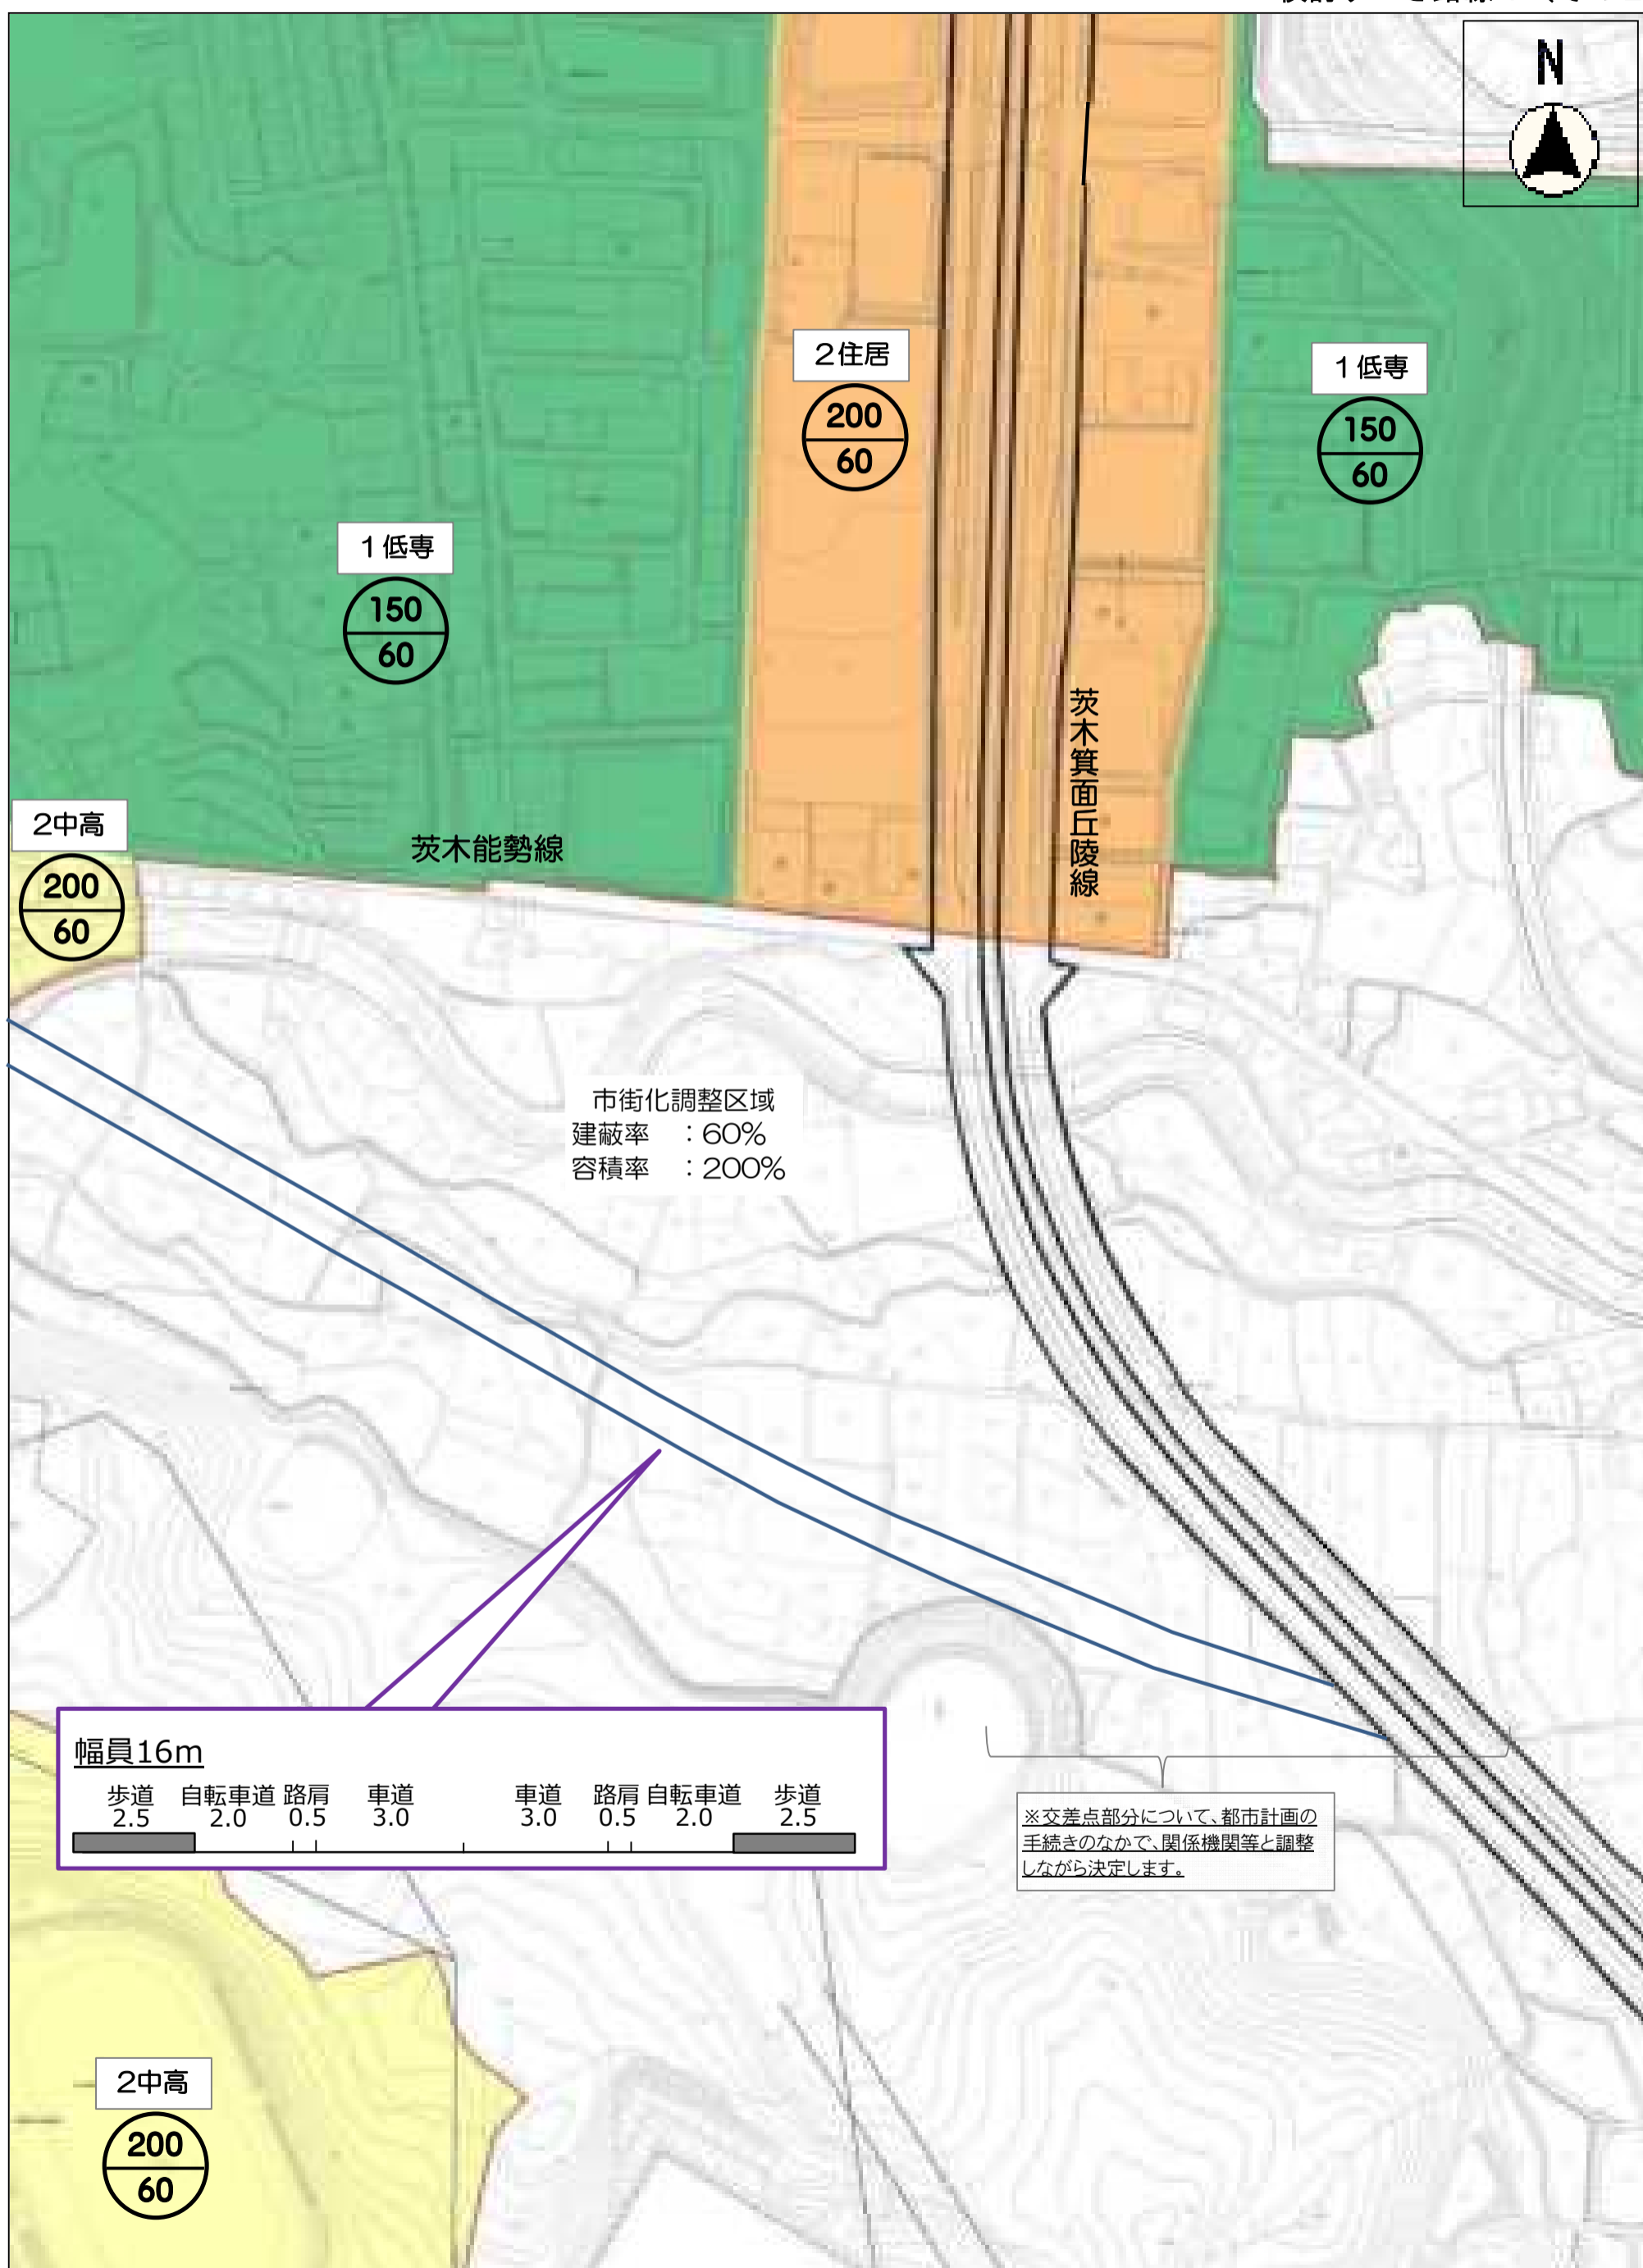 N
2住居
200
60
1低専
150
60
1低専
150
60
茨木箕面丘陵線
2中高
200
60
茨木能勢線
市街化調整区域
建蔽率 ：60%
容積率 ：200%
幅員16m
歩道 自転車道 路肩 車道 車道 路肩 自転車道 歩道
2.5 2.0 0.5 3.0 3.0 0.5 2.0 2.5
※交差点部分について、都市計画の
手続きのなかで、関係機関等と調整
しながら決定します。
2中高
200
60